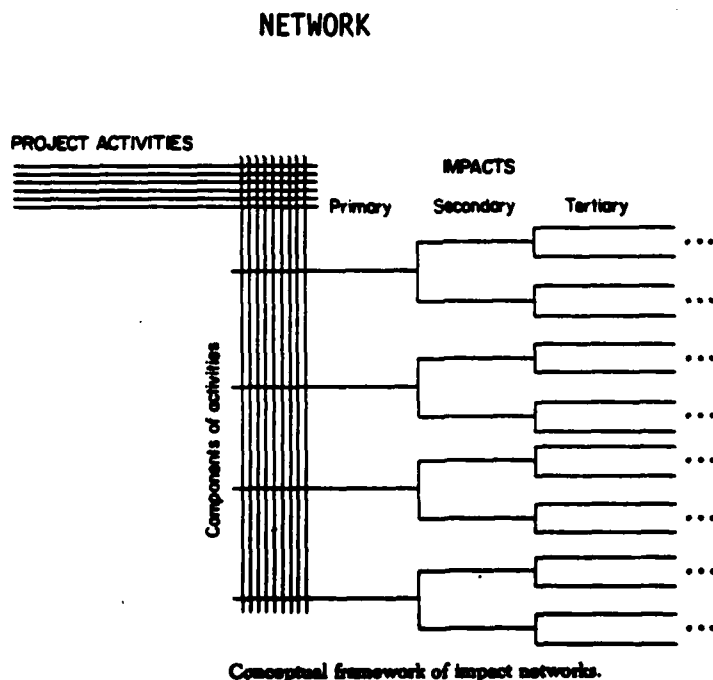 NETWORK
PROJECT ACTIVITIES
IMPACTS
Primary Secondary Tertiary
Components of activities
Conceptual framework of impact networks.